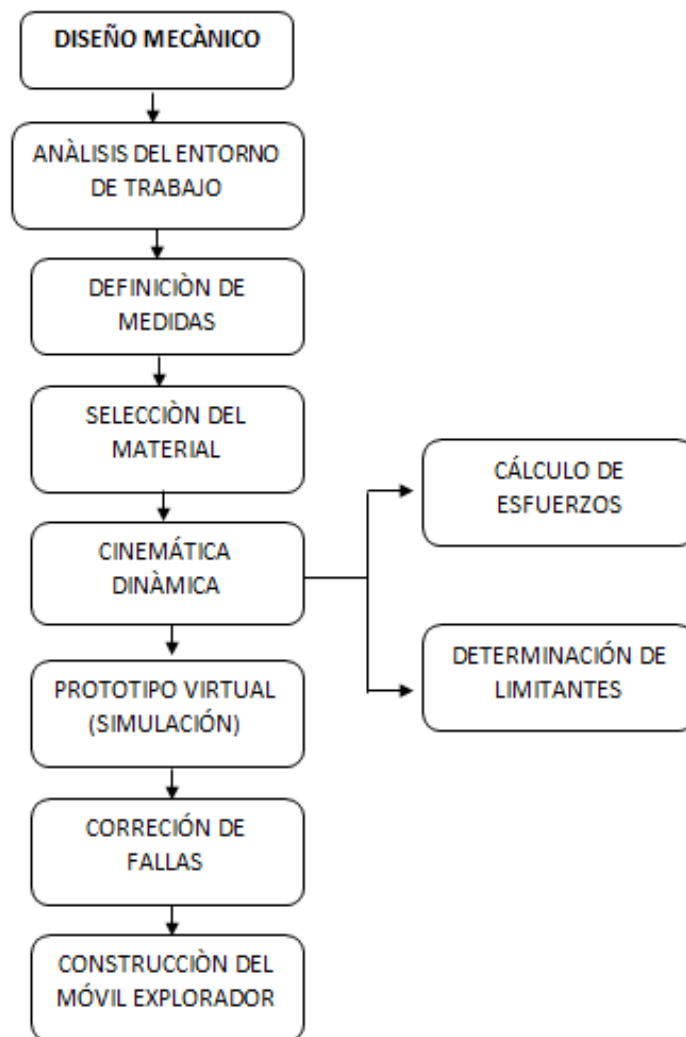 DISEÑO MECÀNICO
ANÀLISIS DEL ENTORNO
DE TRABAJO
DEFINICIÒN DE
MEDIDAS
SELECCIÒN DEL
MATERIAL
CINEMÁTICA
DINÀMICA
CÁLCULO DE
ESFUERZOS
DETERMINACIÓN DE
LIMITANTES
PROTOTIPO VIRTUAL
(SIMULACIÓN)
CORRECIÓN DE
FALLAS
CONSTRUCCIÒN DEL
MÓVIL EXPLORADOR